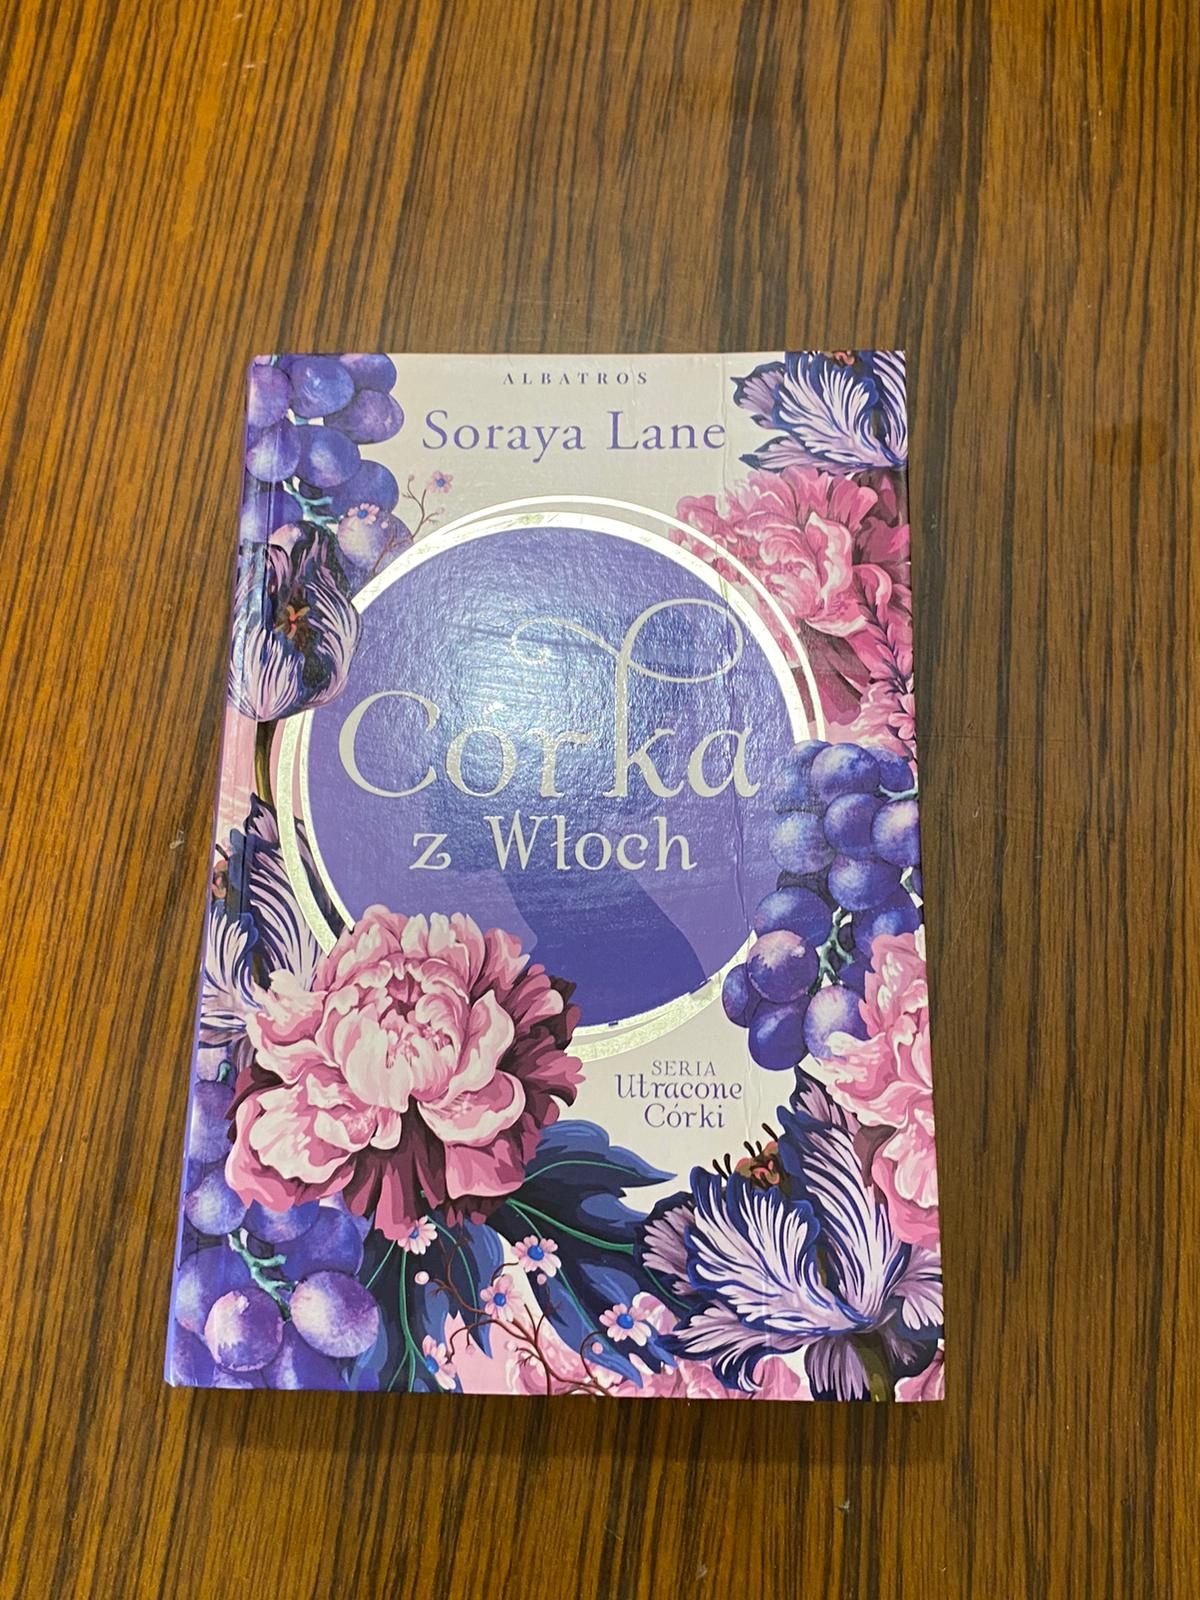 ALBATROS
Soraya Lane
Córka
z Włoch
SERIA
Utracone
Córki